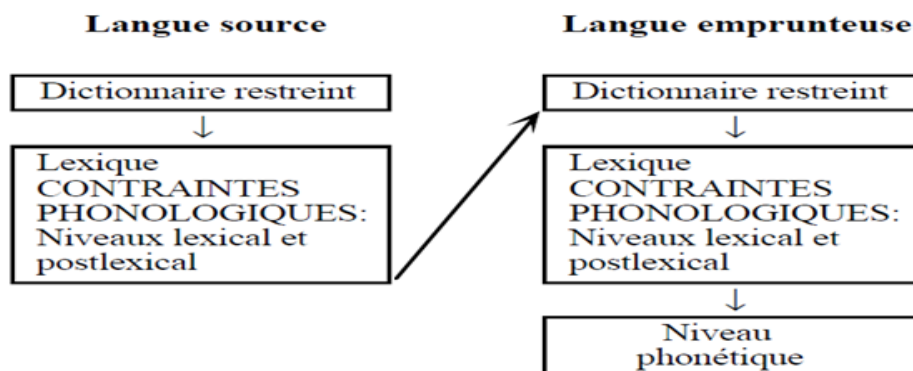 Langue source
Dictionnaire restreint
↓
Lexique
CONTRAINTES
PHONOLOGIQUES:
Niveaux lexical et
postlexical
Langue emprunteuse
Dictionnaire restreint
↓
Lexique
CONTRAINTES
PHONOLOGIQUES:
Niveaux lexical et
postlexical
↓
Niveau
phonétique